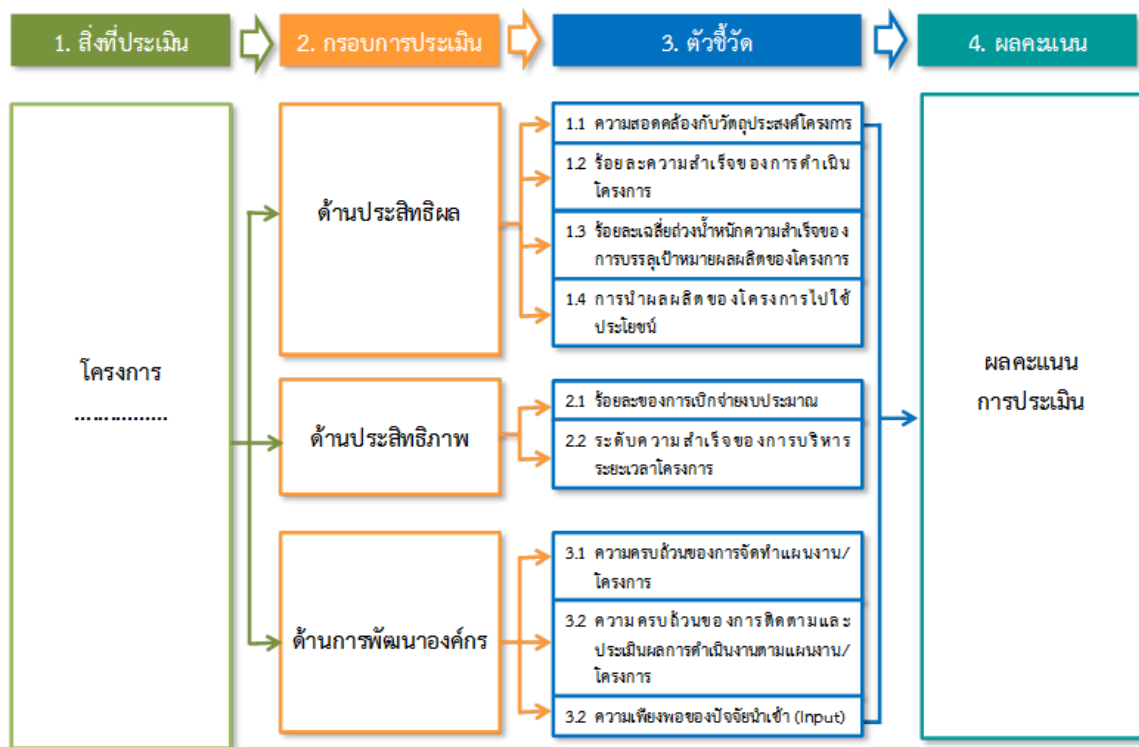 1. สิ่งที่ประเมิน
2. กรอบการประเมิน
3. ตัวชี้วัด
4. ผลคะแนน
โครงการ
................
ด้านประสิทธิผล
1.1 ความสอดคล้องกับวัตถุประสงค์โครงการ
1.2 ร้อยละความสำเร็จของการดำเนิน
โครงการ
1.3 ร้อยละเฉลี่ยถ่วงน้ำหนักความสำเร็จของ
การบรรลุเป้าหมายผลผลิตของโครงการ
1.4 การนำผลผลิตของโครงการไปใช้
ประโยชน์
ด้านประสิทธิภาพ
2.1 ร้อยละของการเบิกจ่ายงบประมาณ
2.2 ระดับความสำเร็จของการบริหาร
ระยะเวลาโครงการ
ด้านการพัฒนาองค์กร
3.1 ความครบถ้วนของการจัดทำแผนงาน/
โครงการ
3.2 ความครบถ้วนของการติดตามและ
ประเมินผลการดำเนินงานตามแผนงาน/
โครงการ
3.2 ความเพียงพอของปัจจัยนำเข้า (Input)
ผลคะแนน
การประเมิน